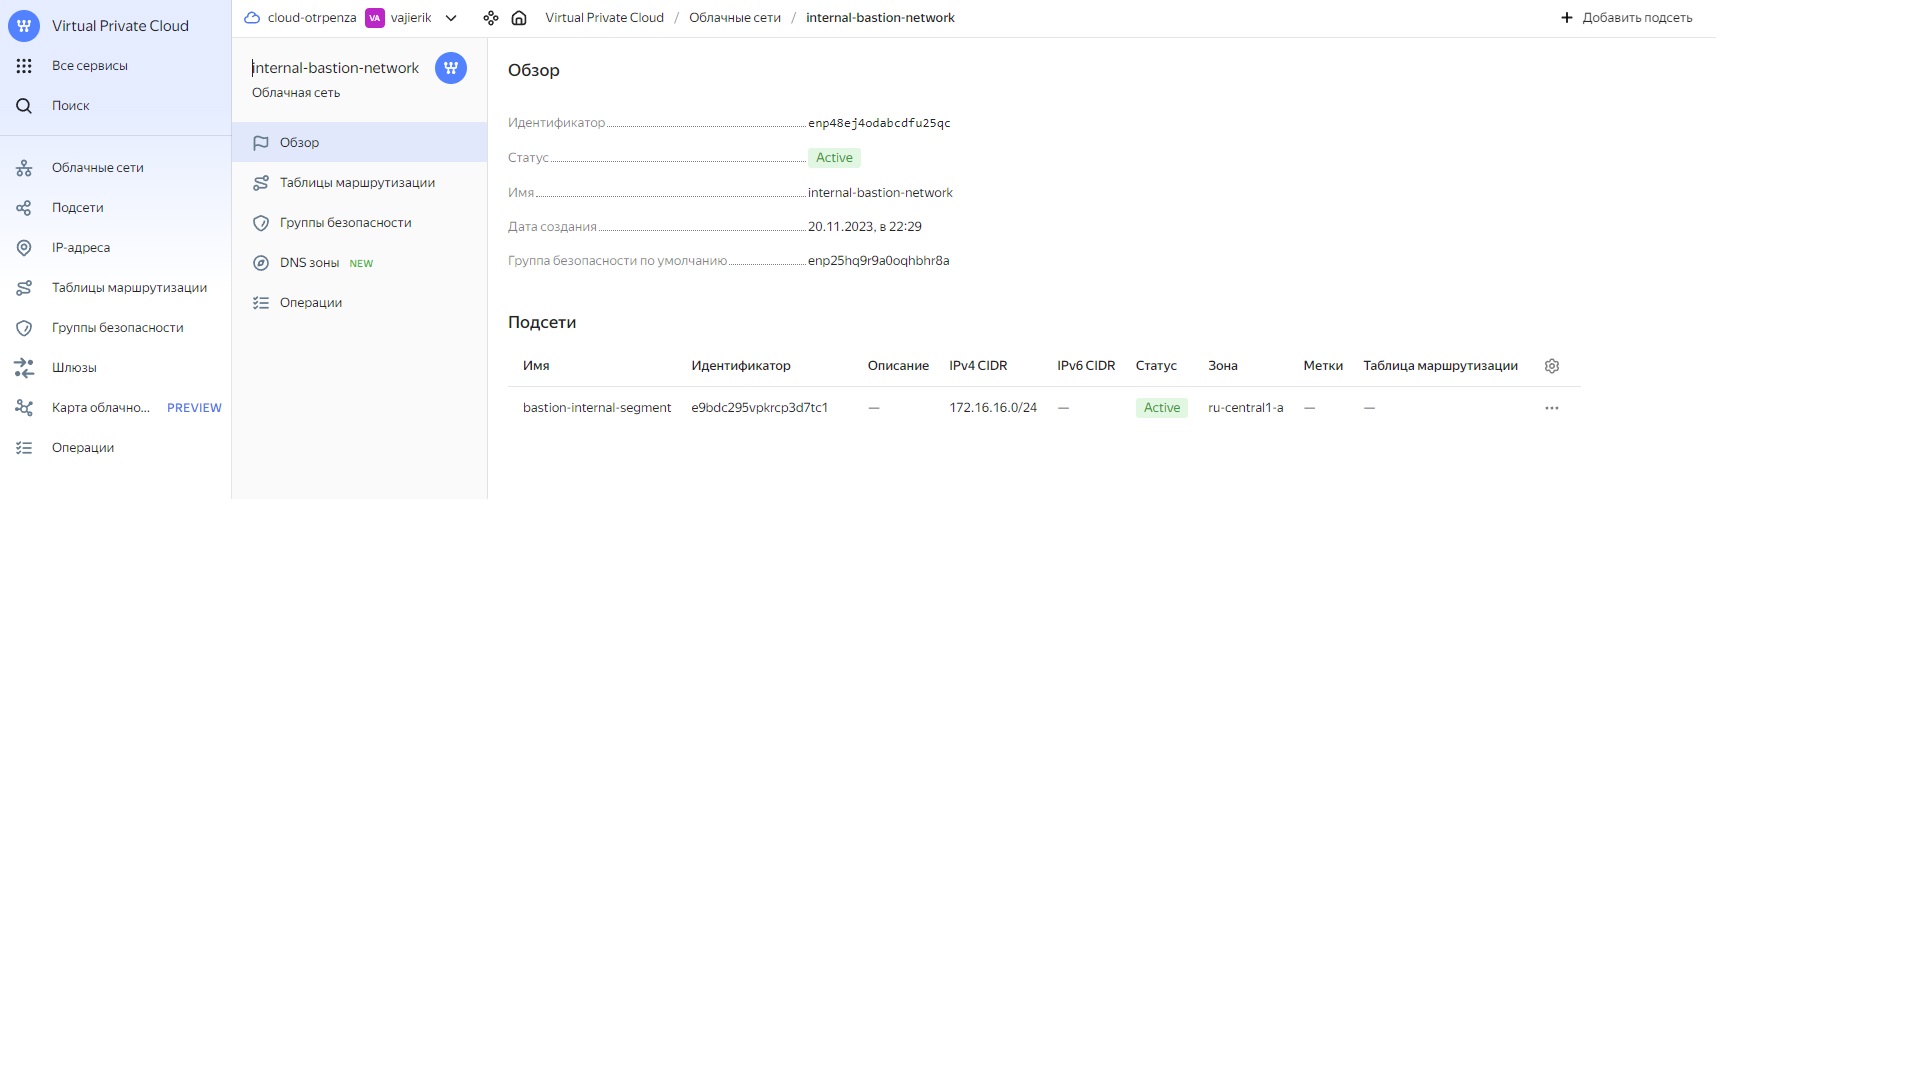 Virtual Private Cloud
Все сервисы
Поиск
Облачные сети
Подсети
IP-адреса
Таблицы маршрутизации
Группы безопасности
Шлюзы
Карта облачно... PREVIEW
Операции
cloud-otrpenza VA vajierik Virtual Private Cloud / Облачные сети / internal-bastion-network + Добавить подсеть
internal-bastion-network
Облачная сеть
Обзор
Таблицы маршрутизации
Группы безопасности
DNS зоны NEW
Операции
Обзор
Идентификатор enp48ej4odabcdfu25qc
Статус Active
Имя internal-bastion-network
Дата создания 20.11.2023, в 22:29
Группа безопасности по умолчанию enp25hq9r9a0oqhbhr8a
Подсети
Имя Идентификатор Описание IPv4 CIDR IPv6 CIDR Статус Зона Метки Таблица маршрутизации
bastion-internal-segment e9bdc295vpkrcp3d7tc1 — 172.16.16.0/24 — Active ru-central1-a — —